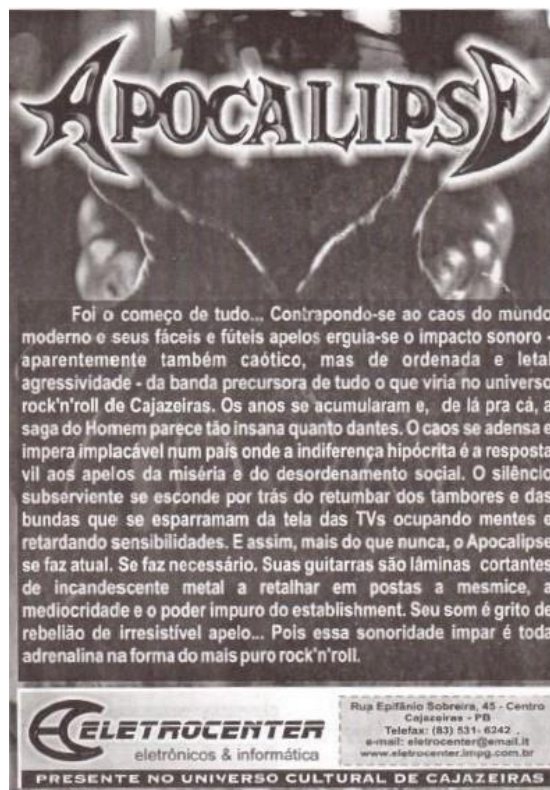 APOCALIPSE
Foi o começo de tudo... Contrapondo-se ao caos do mundo
moderno e seus fáceis e fúteis apelos erguia-se o impacto sonoro -
aparentemente também caótico, mas de ordenada e letal
agressividade - da banda precursora de tudo o que viria no universo
rock'n'roll de Cajazeiras. Os anos se acumularam e, de lá pra cá, a
saga do Homem parece tão insana quanto dantes. O caos se adensa e
impera implacável num país onde a indiferença hipócrita é a resposta
vil aos apelos da miséria e do desordenamento social. O silêncio
subserviente se esconde por trás do retumbar dos tambores e das
bundas que se esparramam da tela das TVs ocupando mentes e
retardando sensibilidades. E assim, mais do que nunca, o Apocalipse
se faz atual. Se faz necessário. Suas guitarras são lâminas cortantes
de incandescente metal a retalhar em postas a mesmice, a
mediocridade e o poder impuro do establishment. Seu som é grito de
rebelião de irresistível apelo... Pois essa sonoridade impar é toda
adrenalina na forma do mais puro rock'n'roll.
ELETROCENTER
eletrônicos & informática
Rua Epifânio Sobreira, 45 - Centro
Cajazeiras - PB
Telefax: (83) 531- 6242
e-mail: eletrocenter@email.it
www.eletrocenter.impg.com.br
PRESENTE NO UNIVERSO CULTURAL DE CAJAZEIRAS